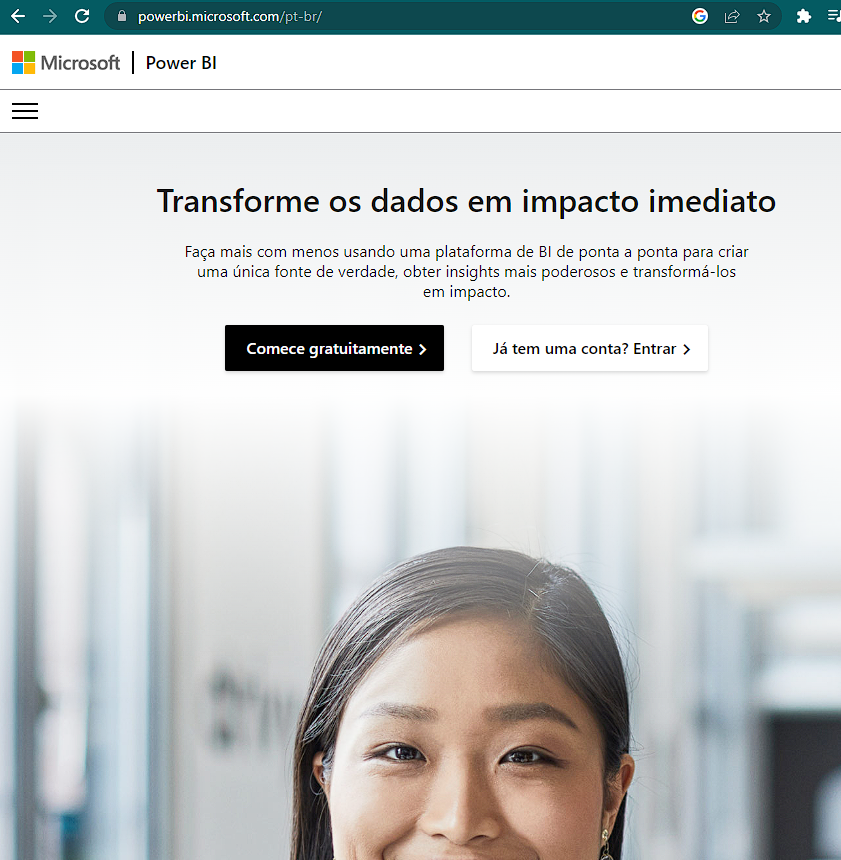 powerbi.microsoft.com/pt-br/
Microsoft | Power BI
Transforme os dados em impacto imediato
Faça mais com menos usando uma plataforma de BI de ponta a ponta para criar
uma única fonte de verdade, obter insights mais poderosos e transformá-los
em impacto.
Comece gratuitamente
Já tem uma conta? Entrar